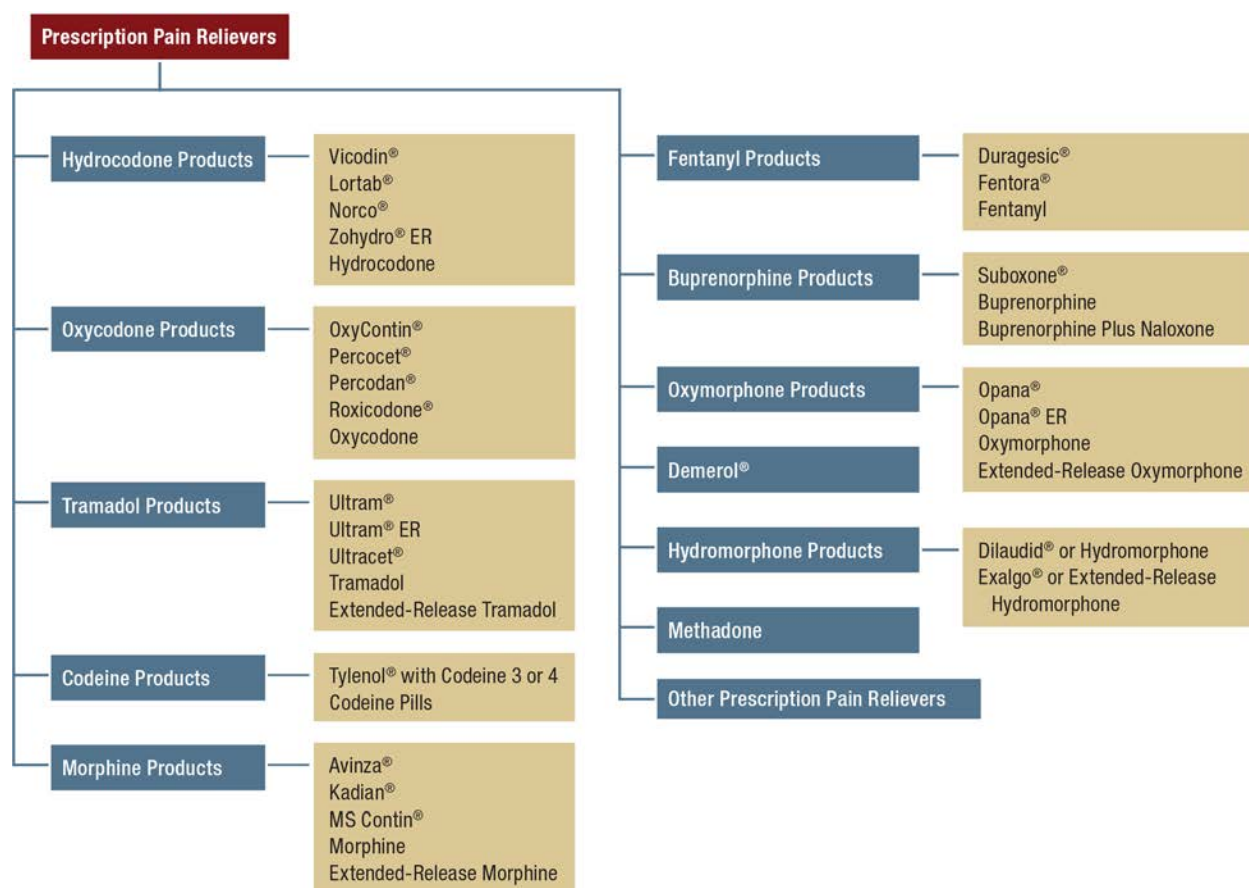 Prescription Pain Relievers
Hydrocodone Products
Vicodin®
Lortab®
Norco®
Zohydro® ER
Hydrocodone
Oxycodone Products
OxyContin®
Percocet®
Percodan®
Roxicodone®
Oxycodone
Tramadol Products
Ultram®
Ultram® ER
Ultracet®
Tramadol
Extended-Release Tramadol
Codeine Products
Tylenol® with Codeine 3 or 4
Codeine Pills
Morphine Products
Avinza®
Kadian®
MS Contin®
Morphine
Extended-Release Morphine
Fentanyl Products
Duragesic®
Fentora®
Fentanyl
Buprenorphine Products
Suboxone®
Buprenorphine
Buprenorphine Plus Naloxone
Oxymorphone Products
Opana®
Opana® ER
Oxymorphone
Extended-Release Oxymorphone
Demerol®
Hydromorphone Products
Dilaudid® or Hydromorphone
Exalgo® or Extended-Release
Hydromorphone
Methadone
Other Prescription Pain Relievers